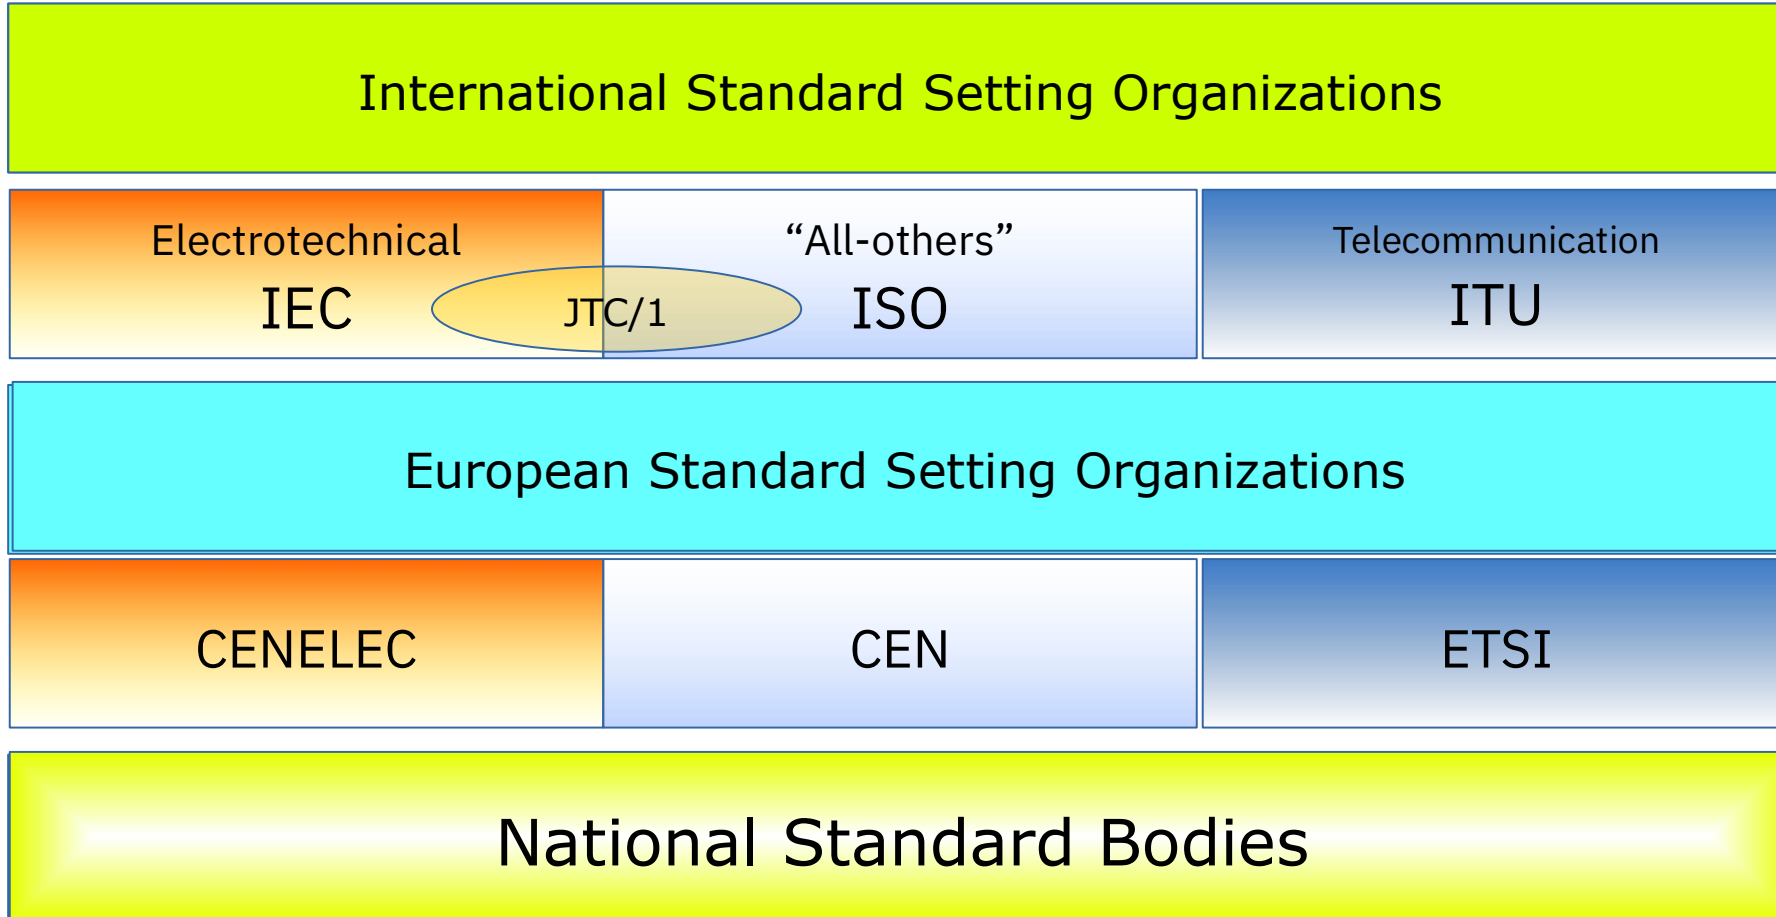 International Standard Setting Organizations
Electrotechnical
IEC
“All-others”
ISO
JTC/1
Telecommunication
ITU
European Standard Setting Organizations
CENELEC
CEN
ETSI
National Standard Bodies